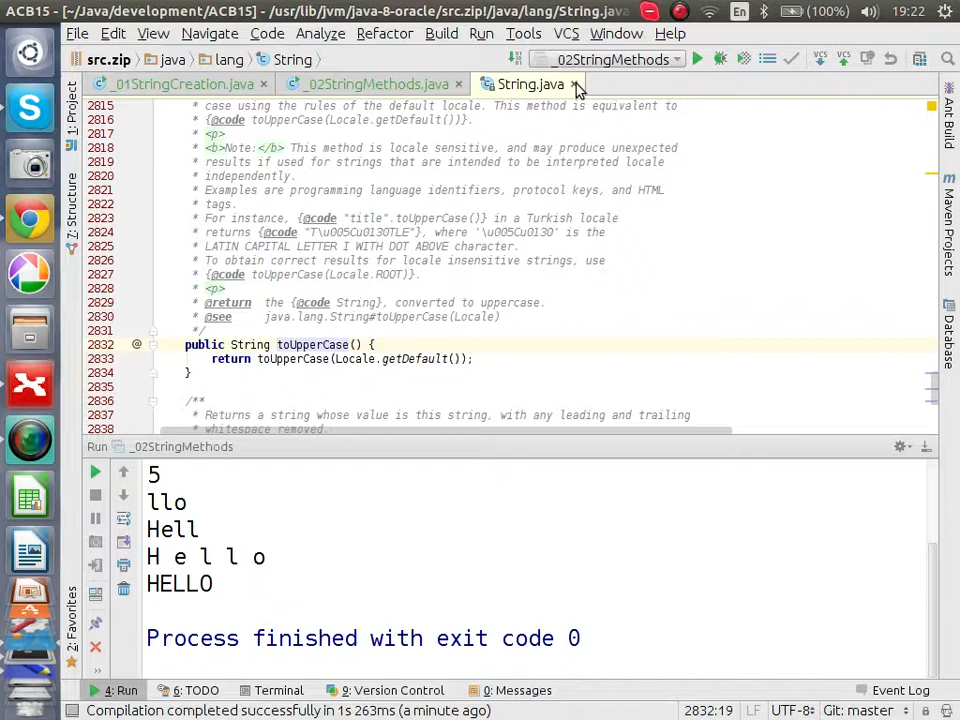 ACB15 - [~/Java/development/ACB15] - /usr/lib/jvm/java-8-oracle/src.zip!/java/lang/String.java
En (100%) 19:22
File Edit View Navigate Code Analyze Refactor Build Run Tools VCS Window Help
src.zip java lang String _02StringMethods VCS VCS
_01StringCreation.java _02StringMethods.java String.java
1: Project
7: Structure
2: Favorites
Ant Build
Maven Projects
Database
2815 * case using the rules of the default locale. This method is equivalent to
2816 * {@code toUpperCase(Locale.getDefault())}.
2817 * <p>
2818 * <b>Note:</b> This method is locale sensitive, and may produce unexpected
2819 * results if used for strings that are intended to be interpreted locale
2820 * independently.
2821 * Examples are programming language identifiers, protocol keys, and HTML
2822 * tags.
2823 * For instance, {@code "title".toUpperCase()} in a Turkish locale
2824 * returns {@code "T\u005Cu0130TLE"}, where '\u005Cu0130' is the
2825 * LATIN CAPITAL LETTER I WITH DOT ABOVE character.
2826 * To obtain correct results for locale insensitive strings, use
2827 * {@code toUpperCase(Locale.ROOT)}.
2828 * <p>
2829 * @return the {@code String}, converted to uppercase.
2830 * @see java.lang.String#toUpperCase(Locale)
2831 */
2832 @ public String toUpperCase() {
2833 return toUpperCase(Locale.getDefault());
2834 }
2835
2836 /**
2837 * Returns a string whose value is this string, with any leading and trailing
2838 * whitespace removed.
Run _02StringMethods
5
llo
Hell
H e l l o
HELLO
Process finished with exit code 0
4: Run 6: TODO Terminal 9: Version Control 0: Messages Event Log
Compilation completed successfully in 1s 263ms (a minute ago) 2832:19 LF UTF-8 Git: master